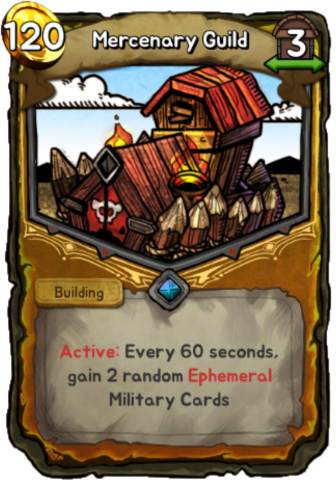 120
Mercenary Guild
3
Building
Active: Every 60 seconds,
gain 2 random Ephemeral
Military Cards